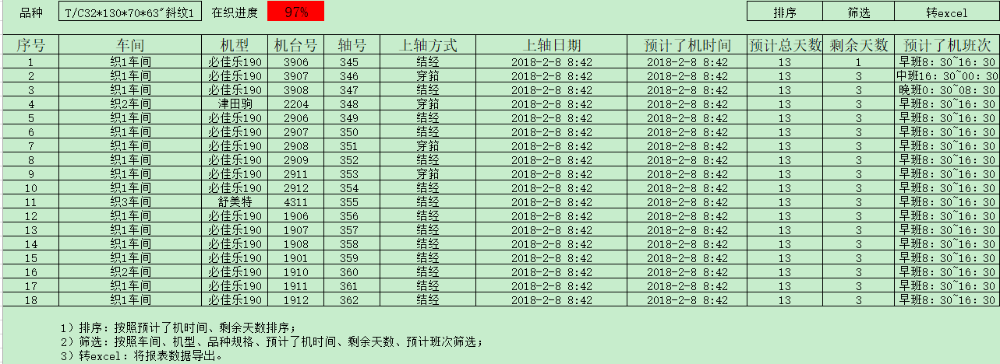 品种 T/C32*130*70*63"斜纹1 在织进度 97% 排序 筛选 转excel
序号 车间 机型 机台号 轴号 上轴方式 上轴日期 预计了机时间 预计总天数 剩余天数 预计了机班次
1 织1车间 必佳乐190 3906 345 结经 2018-2-8 8:42 2018-2-8 8:42 13 1 早班8：30~16：30
2 织1车间 必佳乐190 3907 346 穿筘 2018-2-8 8:42 2018-2-8 8:42 13 3 中班16：30~00：30
3 织1车间 必佳乐190 3908 347 结经 2018-2-8 8:42 2018-2-8 8:42 13 3 晚班0：30~08：30
4 织2车间 津田驹 2204 348 穿筘 2018-2-8 8:42 2018-2-8 8:42 13 3 早班8：30~16：30
5 织1车间 必佳乐190 2906 349 结经 2018-2-8 8:42 2018-2-8 8:42 13 3 早班8：30~16：30
6 织1车间 必佳乐190 2907 350 结经 2018-2-8 8:42 2018-2-8 8:42 13 3 早班8：30~16：30
7 织1车间 必佳乐190 2908 351 穿筘 2018-2-8 8:42 2018-2-8 8:42 13 3 早班8：30~16：30
8 织1车间 必佳乐190 2909 352 结经 2018-2-8 8:42 2018-2-8 8:42 13 3 早班8：30~16：30
9 织1车间 必佳乐190 2911 353 穿筘 2018-2-8 8:42 2018-2-8 8:42 13 3 早班8：30~16：30
10 织1车间 必佳乐190 2912 354 结经 2018-2-8 8:42 2018-2-8 8:42 13 3 早班8：30~16：30
11 织3车间 舒美特 4311 355 结经 2018-2-8 8:42 2018-2-8 8:42 13 3 早班8：30~16：30
12 织1车间 必佳乐190 1906 356 结经 2018-2-8 8:42 2018-2-8 8:42 13 3 早班8：30~16：30
13 织1车间 必佳乐190 1907 357 结经 2018-2-8 8:42 2018-2-8 8:42 13 3 早班8：30~16：30
14 织1车间 必佳乐190 1908 358 结经 2018-2-8 8:42 2018-2-8 8:42 13 3 早班8：30~16：30
15 织1车间 必佳乐190 1901 359 结经 2018-2-8 8:42 2018-2-8 8:42 13 3 早班8：30~16：30
16 织2车间 必佳乐190 1910 360 结经 2018-2-8 8:42 2018-2-8 8:42 13 3 早班8：30~16：30
17 织1车间 必佳乐190 1911 361 结经 2018-2-8 8:42 2018-2-8 8:42 13 3 早班8：30~16：30
18 织1车间 必佳乐190 1912 362 结经 2018-2-8 8:42 2018-2-8 8:42 13 3 早班8：30~16：30
1）排序：按照预计了机时间、剩余天数排序；
2）筛选：按照车间、机型、品种规格、预计了机时间、剩余天数、预计班次筛选；
3）转excel：将报表数据导出。